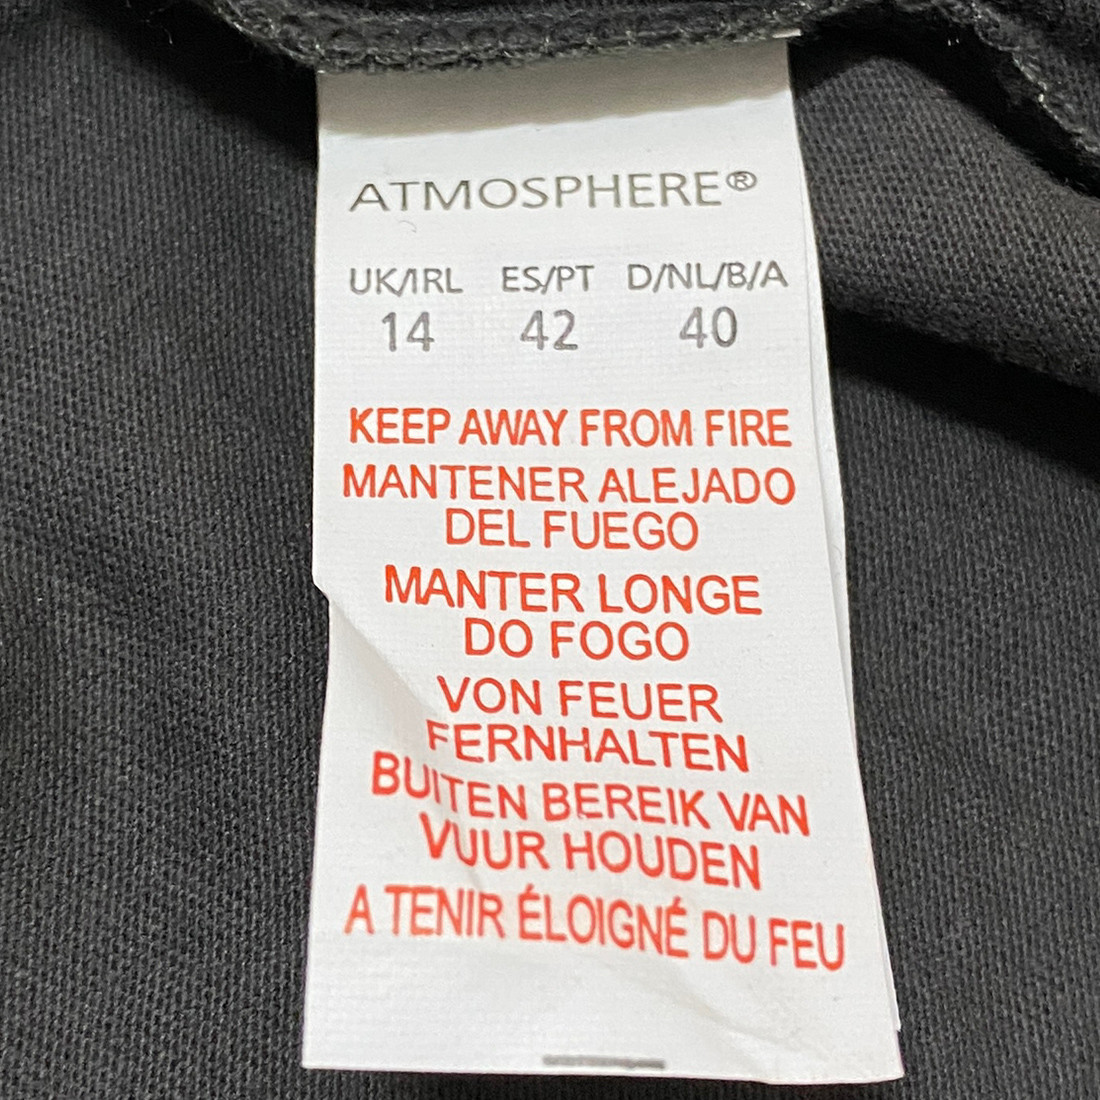 ATMOSPHERE®
UK/IRL ES/PT D/NL/B/A
14 42 40
KEEP AWAY FROM FIRE
MANTENER ALEJADO
DEL FUEGO
MANTER LONGE
DO FOGO
VON FEUER
FERNHALTEN
BUITEN BEREIK VAN
VUUR HOUDEN
A TENIR ÉLOIGNÉ DU FEU